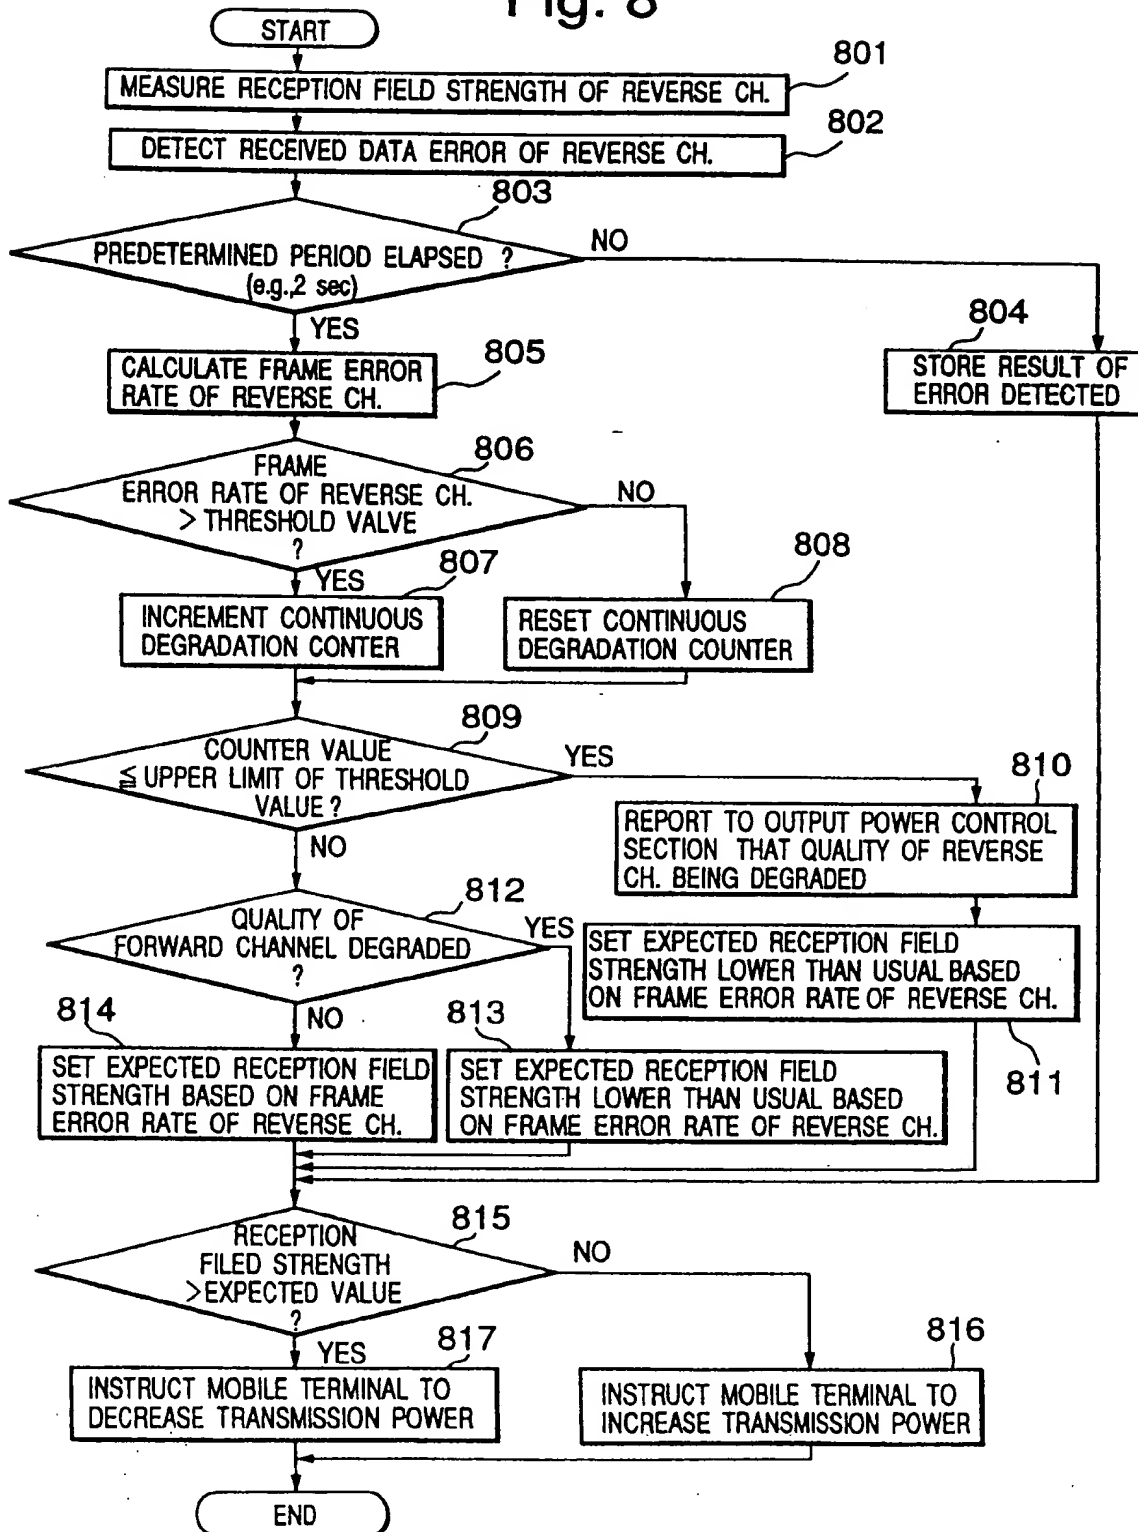 Fig. 8
START
801
MEASURE RECEPTION FIELD STRENGTH OF REVERSE CH.
802
DETECT RECEIVED DATA ERROR OF REVERSE CH.
803
PREDETERMINED PERIOD ELAPSED ?
(e.g.,2 sec)
NO
YES
804
STORE RESULT OF
ERROR DETECTED
805
CALCULATE FRAME ERROR
RATE OF REVERSE CH.
806
FRAME
ERROR RATE OF REVERSE CH.
> THRESHOLD VALVE
?
NO
YES
807
INCREMENT CONTINUOUS
DEGRADATION CONTER
808
RESET CONTINUOUS
DEGRADATION COUNTER
809
COUNTER VALUE
≦ UPPER LIMIT OF THRESHOLD
VALUE ?
YES
NO
810
REPORT TO OUTPUT POWER CONTROL
SECTION THAT QUALITY OF REVERSE
CH. BEING DEGRADED
812
QUALITY OF
FORWARD CHANNEL DEGRADED
?
YES
NO
SET EXPECTED RECEPTION FIELD
STRENGTH LOWER THAN USUAL BASED
ON FRAME ERROR RATE OF REVERSE CH.
811
814
SET EXPECTED RECEPTION FIELD
STRENGTH BASED ON FRAME
ERROR RATE OF REVERSE CH.
813
SET EXPECTED RECEPTION FIELD
STRENGTH LOWER THAN USUAL BASED
ON FRAME ERROR RATE OF REVERSE CH.
815
RECEPTION
FILED STRENGTH
> EXPECTED VALUE
?
NO
YES
817
INSTRUCT MOBILE TERMINAL TO
DECREASE TRANSMISSION POWER
816
INSTRUCT MOBILE TERMINAL TO
INCREASE TRANSMISSION POWER
END